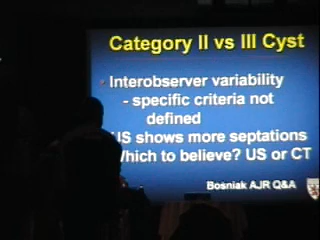 Category II vs III Cyst
Interobserver variability
- specific criteria not
defined
US shows more septations
Which to believe? US or CT
Bosniak AJR Q&A